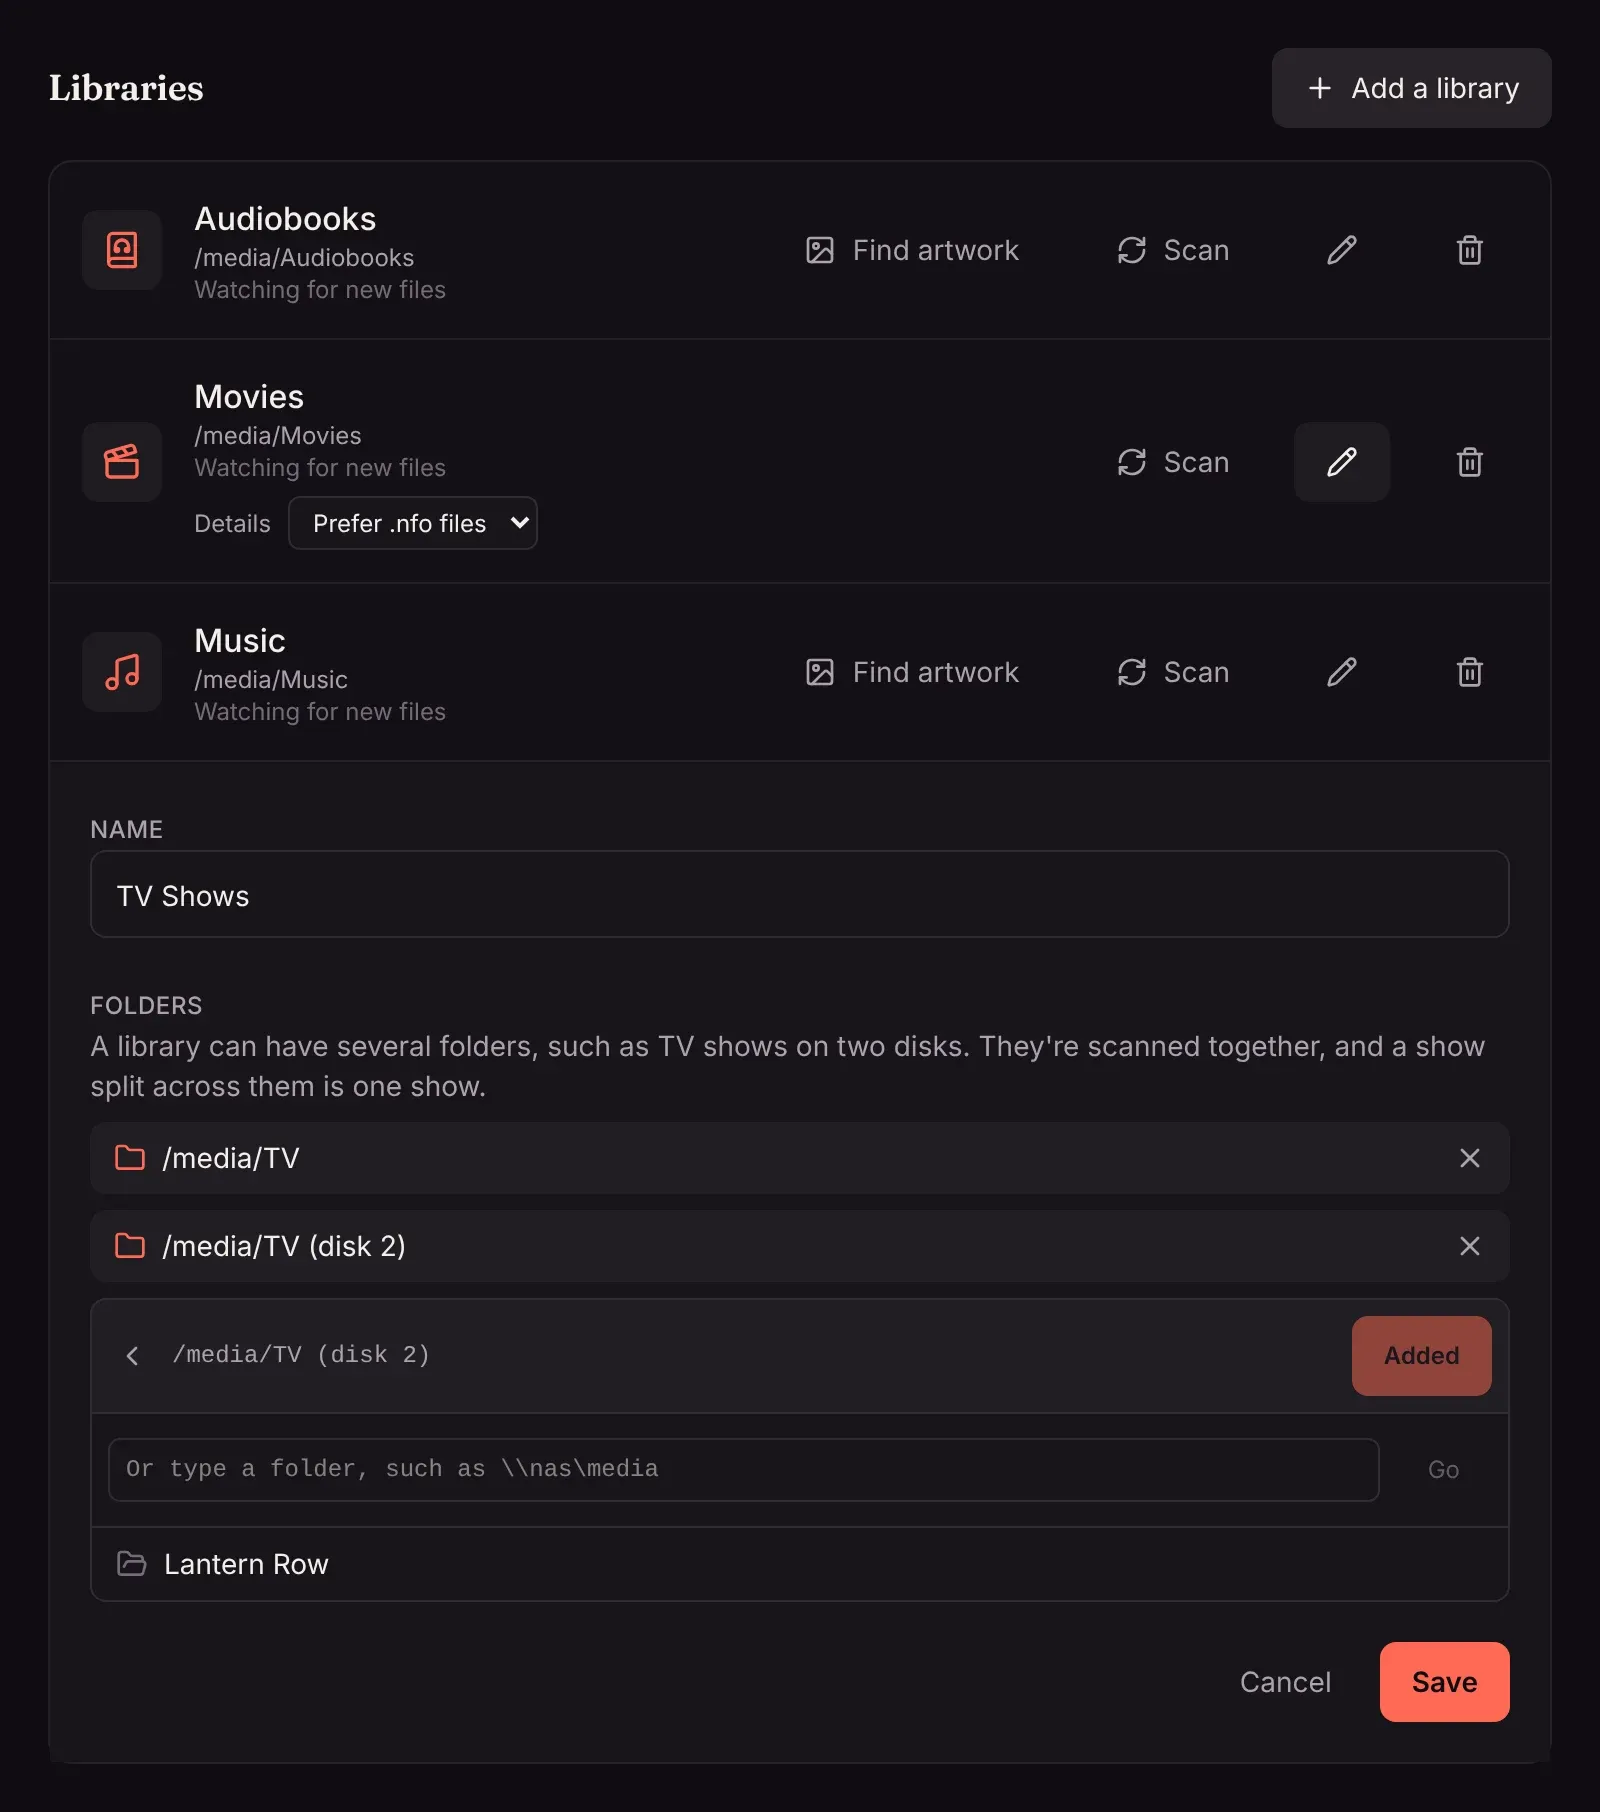 Libraries
Add a library
Audiobooks
/media/Audiobooks
Watching for new files
Find artwork
Scan
Movies
/media/Movies
Watching for new files
Details
Prefer .nfo files
Scan
Music
/media/Music
Watching for new files
Find artwork
Scan
NAME
TV Shows
FOLDERS
A library can have several folders, such as TV shows on two disks. They're scanned together, and a show
split across them is one show.
/media/TV
/media/TV (disk 2)
/media/TV (disk 2)
Added
Or type a folder, such as \\nas\media
Go
Lantern Row
Cancel
Save